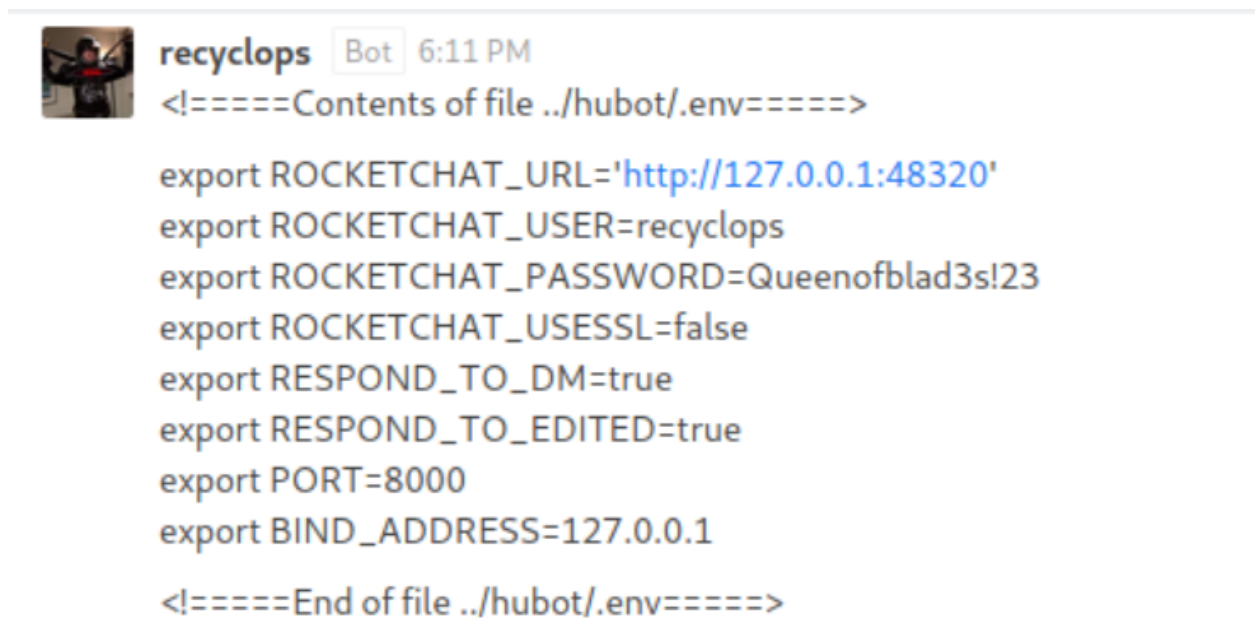 recyclops Bot 6:11 PM
<!=====Contents of file ../hubot/.env=====>
export ROCKETCHAT_URL='http://127.0.0.1:48320'
export ROCKETCHAT_USER=recyclops
export ROCKETCHAT_PASSWORD=Queenofblad3s!23
export ROCKETCHAT_USESSL=false
export RESPOND_TO_DM=true
export RESPOND_TO_EDITED=true
export PORT=8000
export BIND_ADDRESS=127.0.0.1
<!=====End of file ../hubot/.env=====>